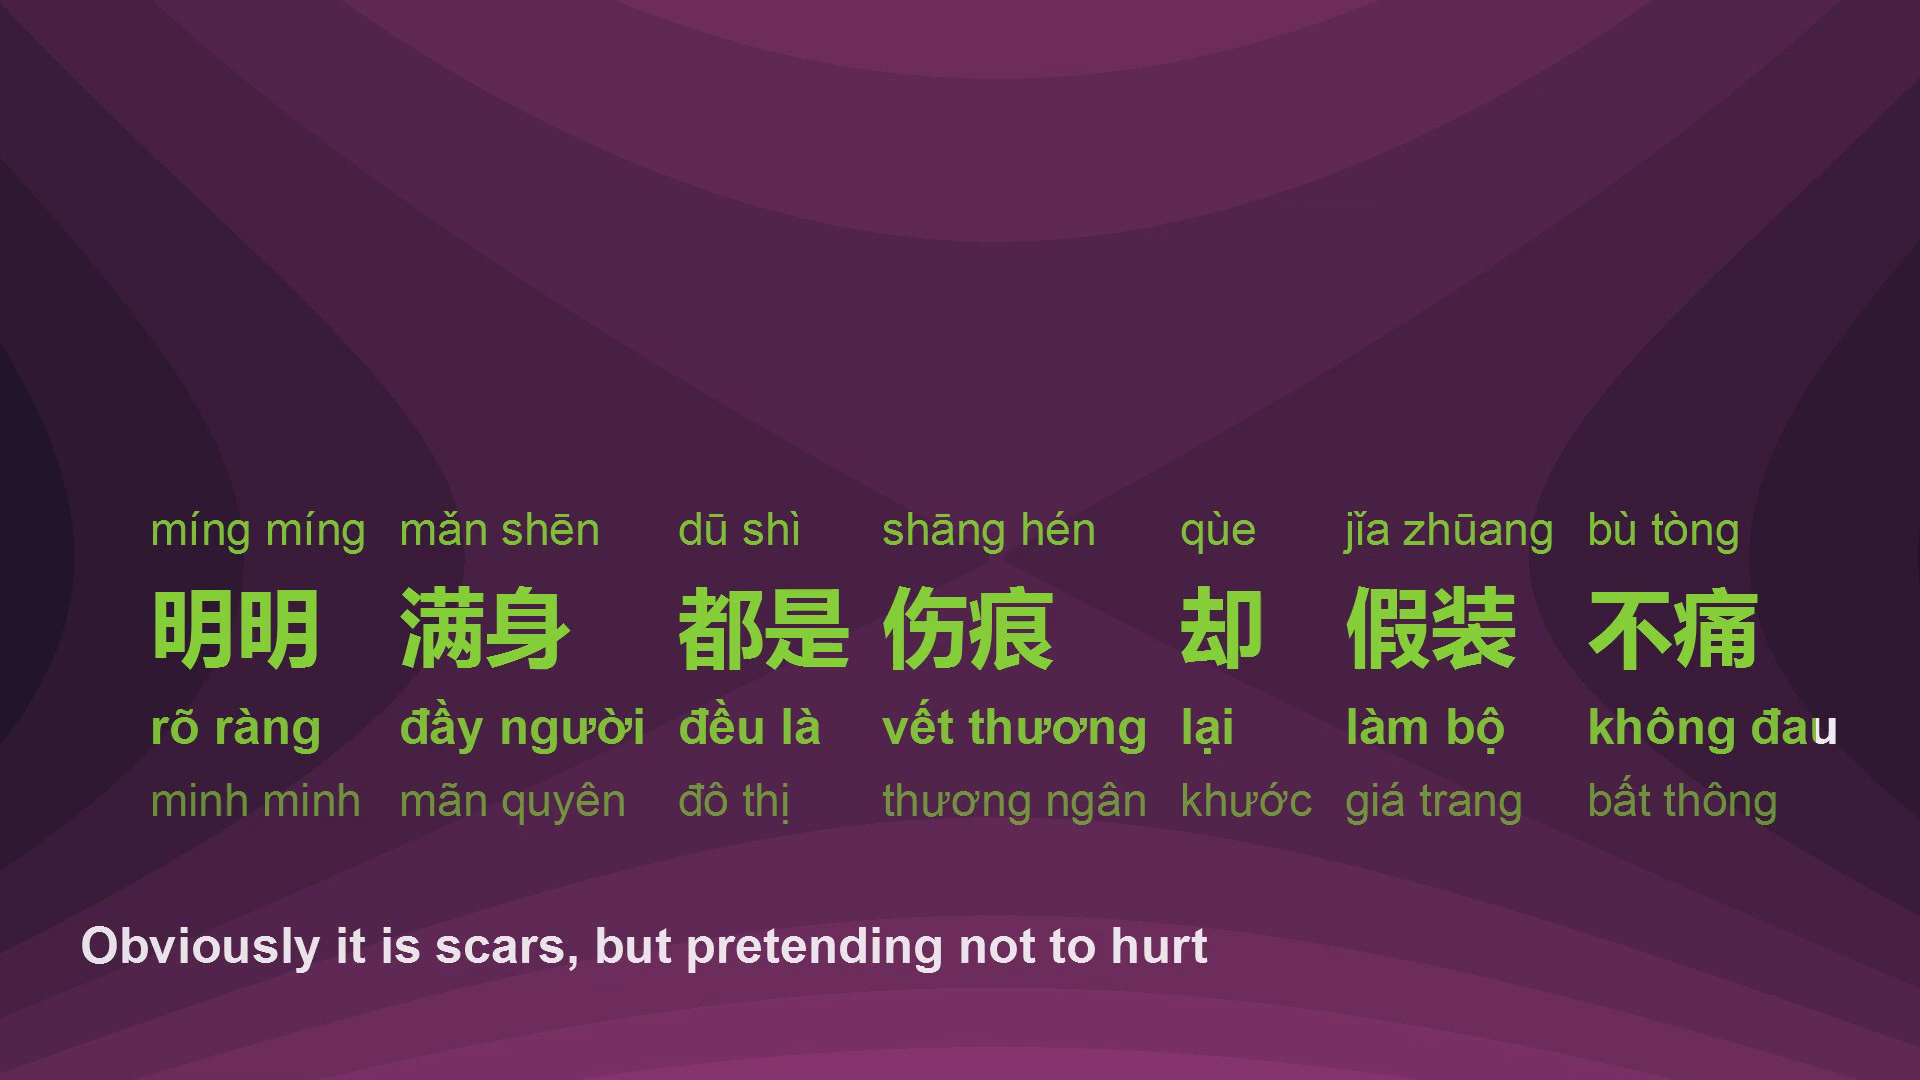 míng míng mǎn shēn dū shì shāng hén qùe jǐa zhūang bù tòng
明明 满身 都是 伤痕 却 假装 不痛
rõ ràng đầy người đều là vết thương lại làm bộ không đau
minh minh mãn quyên đô thị thương ngân khước giá trang bất thông
Obviously it is scars, but pretending not to hurt